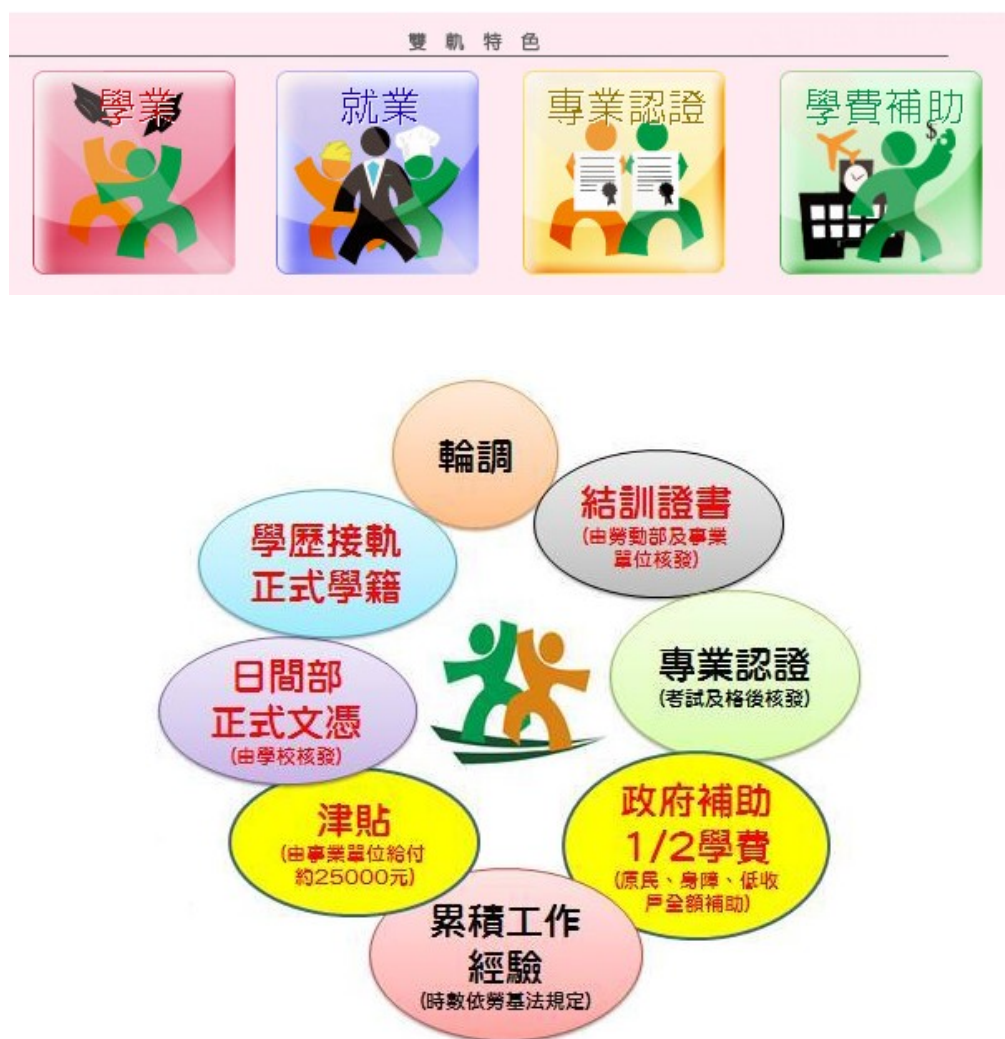 雙軌特色
學業
就業
專業認證
學費補助
$
輪調
結訓證書
(由勞動部及事業
單位核發)
學歷接軌
正式學籍
專業認證
(考試及格後核發)
日間部
正式文憑
(由學校核發)
津貼
(由事業單位給付
約25000元)
政府補助
1/2學費
(原民、身障、低收
戶全額補助)
累積工作
經驗
(時數依勞基法規定)